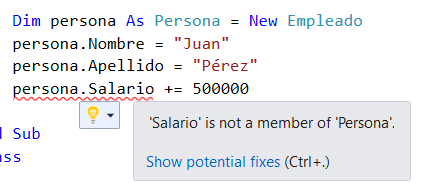 Dim persona As Persona = New Empleado
persona.Nombre = "Juan"
persona.Apellido = "Pérez"
persona.Salario += 500000
'Salario' is not a member of 'Persona'.
d Sub
ass
Show potential fixes (Ctrl+.)